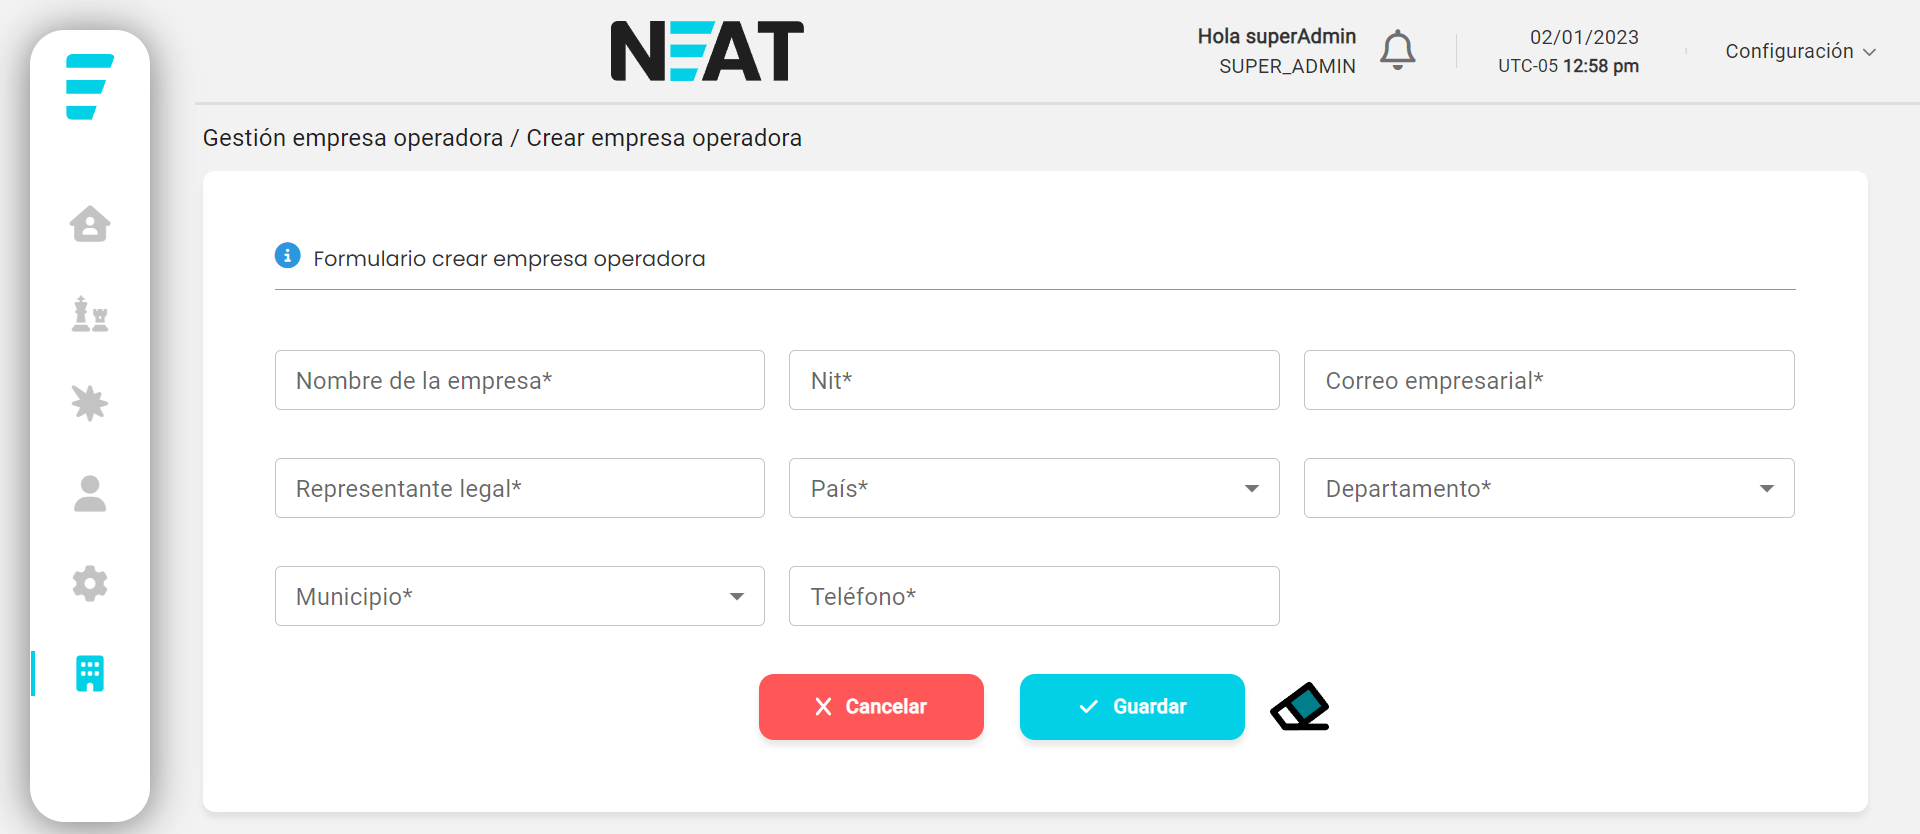 NEAT
Hola superAdmin
SUPER_ADMIN
02/01/2023
UTC-05 12:58 pm
Configuración
Gestión empresa operadora / Crear empresa operadora
Formulario crear empresa operadora
Nombre de la empresa*
Nit*
Correo empresarial*
Representante legal*
País*
Departamento*
Municipio*
Teléfono*
Cancelar
Guardar